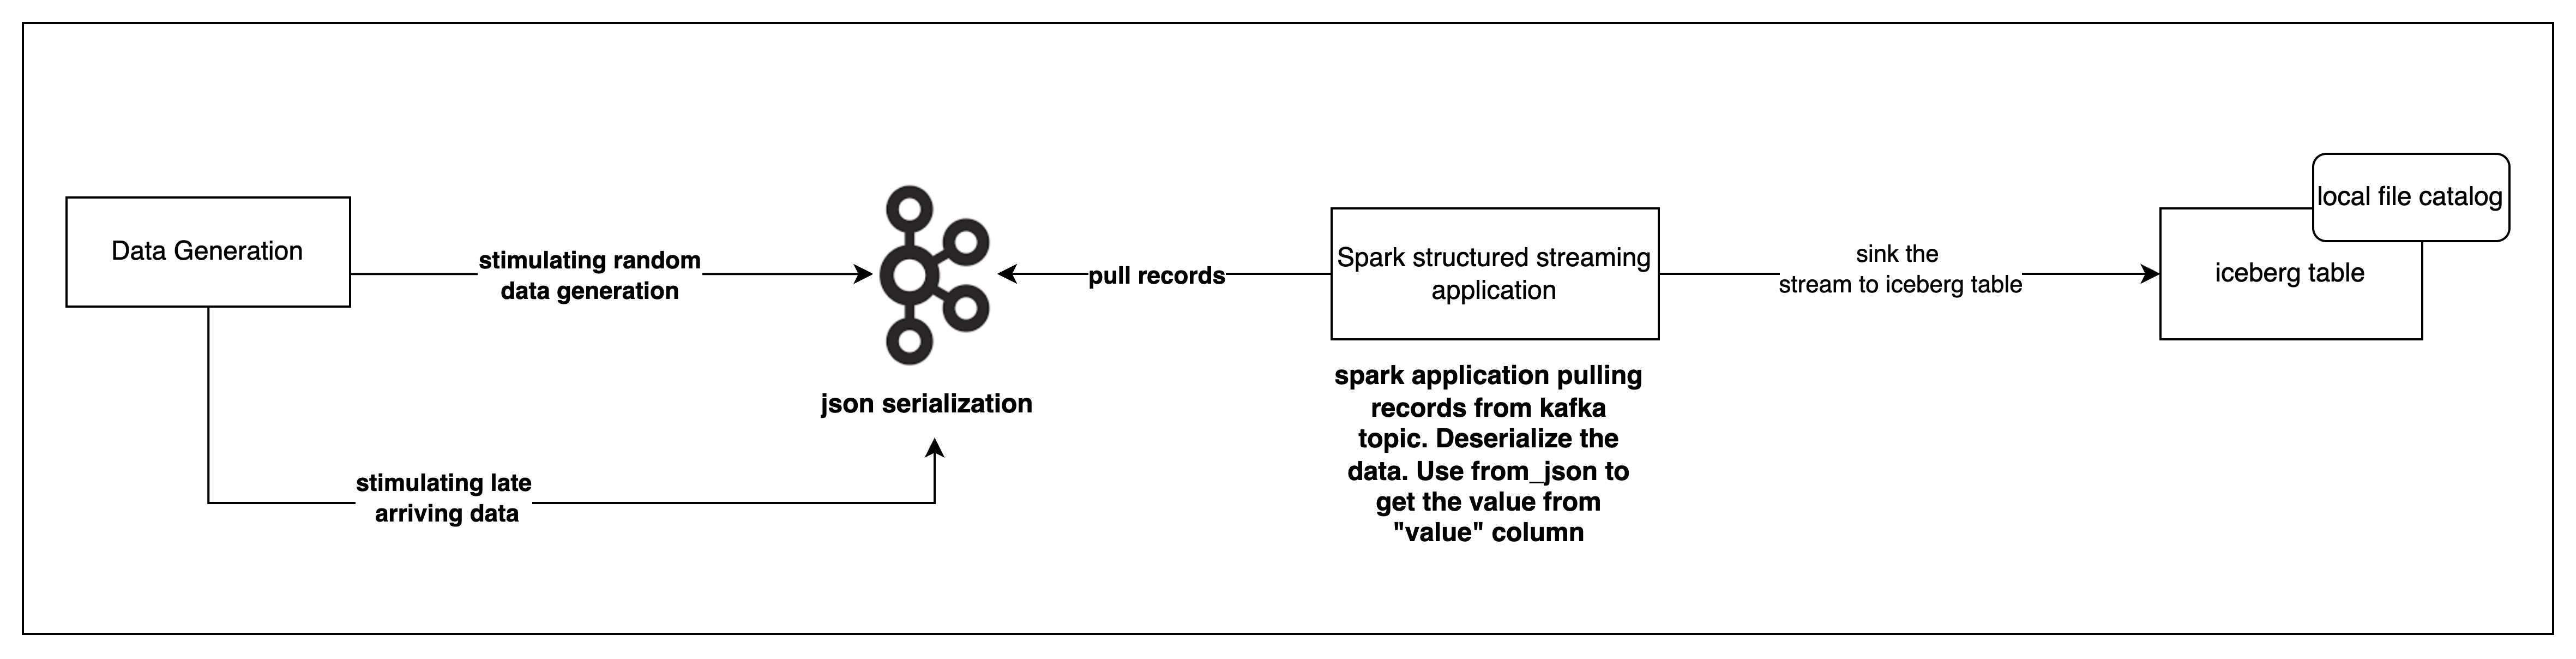 Data Generation
stimulating random
data generation
stimulating late
arriving data
json serialization
pull records
Spark structured streaming
application
spark application pulling
records from kafka
topic. Deserialize the
data. Use from_json to
get the value from
"value" column
sink the
stream to iceberg table
local file catalog
iceberg table